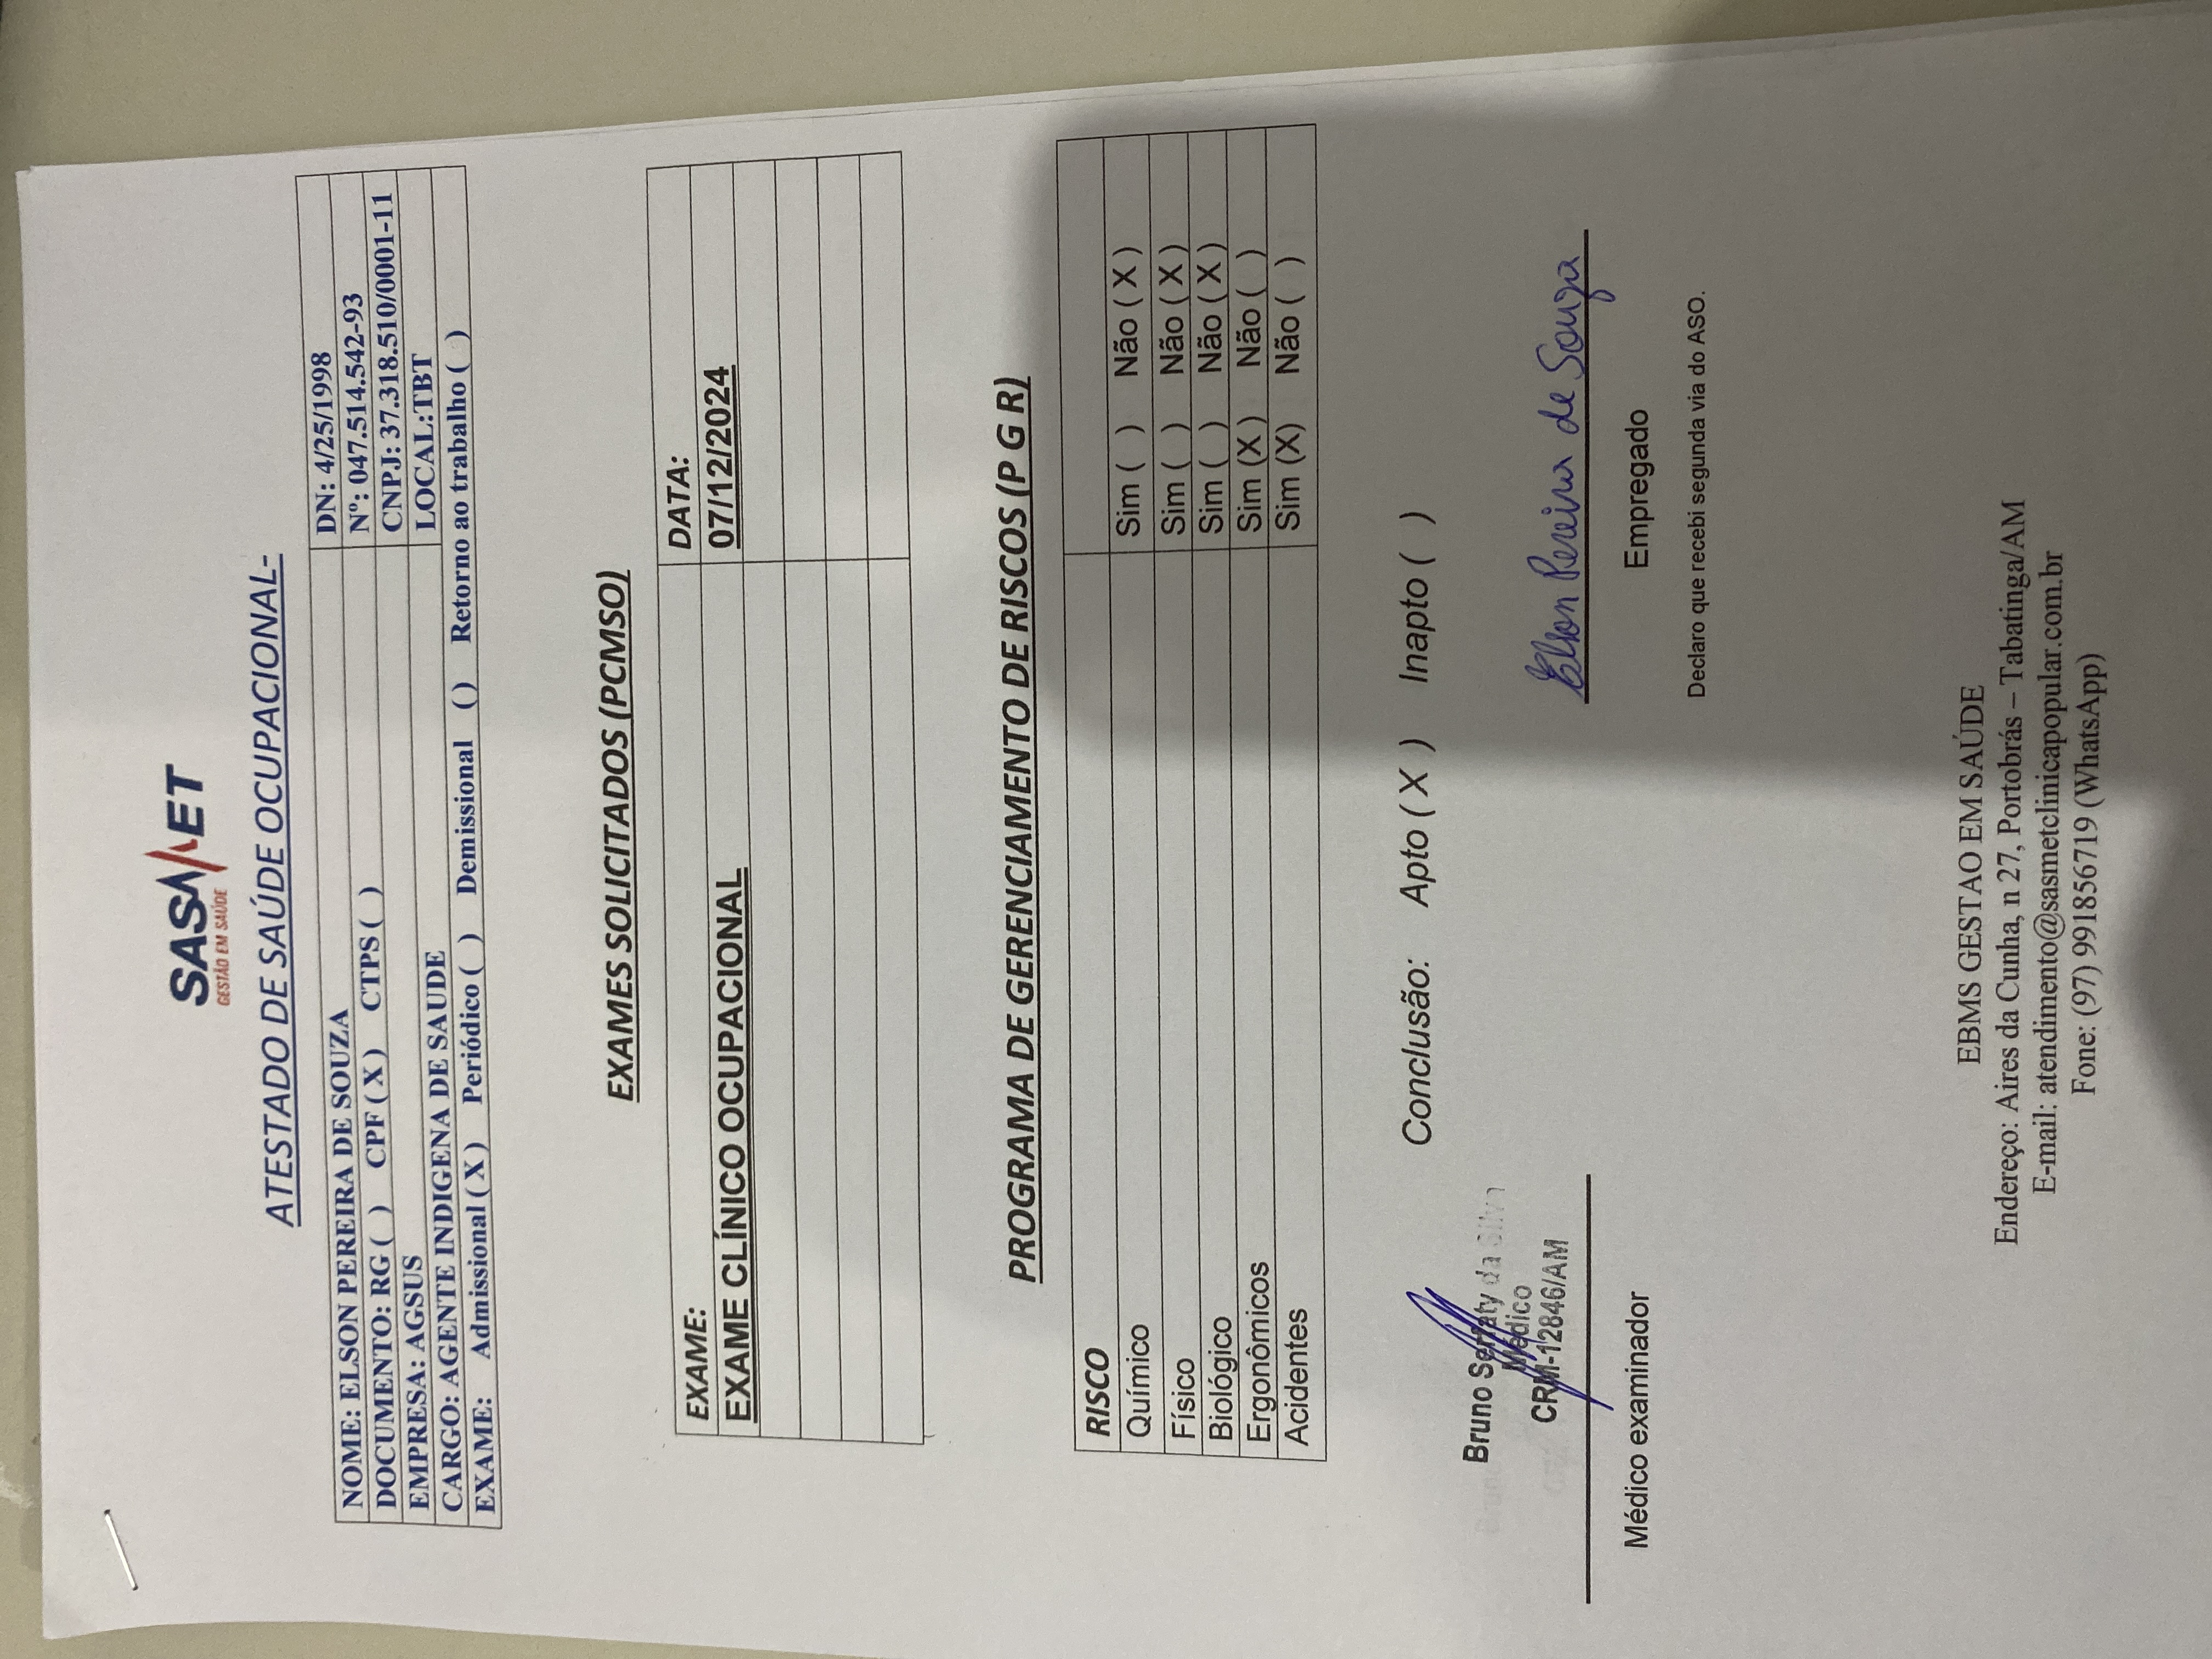 SASMET
GESTÃO EM SAÚDE
ATESTADO DE SAÚDE OCUPACIONAL-
NOME: ELSON PEREIRA DE SOUZA DN: 4/25/1998
DOCUMENTO: RG ( ) CPF ( X ) CTPS ( ) Nº: 047.514.542-93
EMPRESA: AGSUS CNPJ: 37.318.510/0001-11
CARGO: AGENTE INDIGENA DE SAUDE LOCAL:TBT
EXAME: Admissional ( X ) Periódico ( ) Demissional () Retorno ao trabalho ( )
EXAMES SOLICITADOS (PCMSO)
EXAME: DATA:
EXAME CLÍNICO OCUPACIONAL 07/12/2024
PROGRAMA DE GERENCIAMENTO DE RISCOS (P G R)
RISCO
Químico Sim ( ) Não ( X )
Físico Sim ( ) Não ( X )
Biológico Sim ( ) Não ( X )
Ergonômicos Sim (X ) Não ( )
Acidentes Sim (X) Não ( )
Conclusão: Apto ( X ) Inapto ( )
Bruno Serfaty da Silva
Médico
CRM-12846/AM
Elson Pereira de Souza
Médico examinador Empregado
Declaro que recebi segunda via do ASO.
EBMS GESTAO EM SAÚDE
Endereço: Aires da Cunha, n 27, Portobrás – Tabatinga/AM
E-mail: atendimento@sasmetclinicapopular.com.br
Fone: (97) 991856719 (WhatsApp)